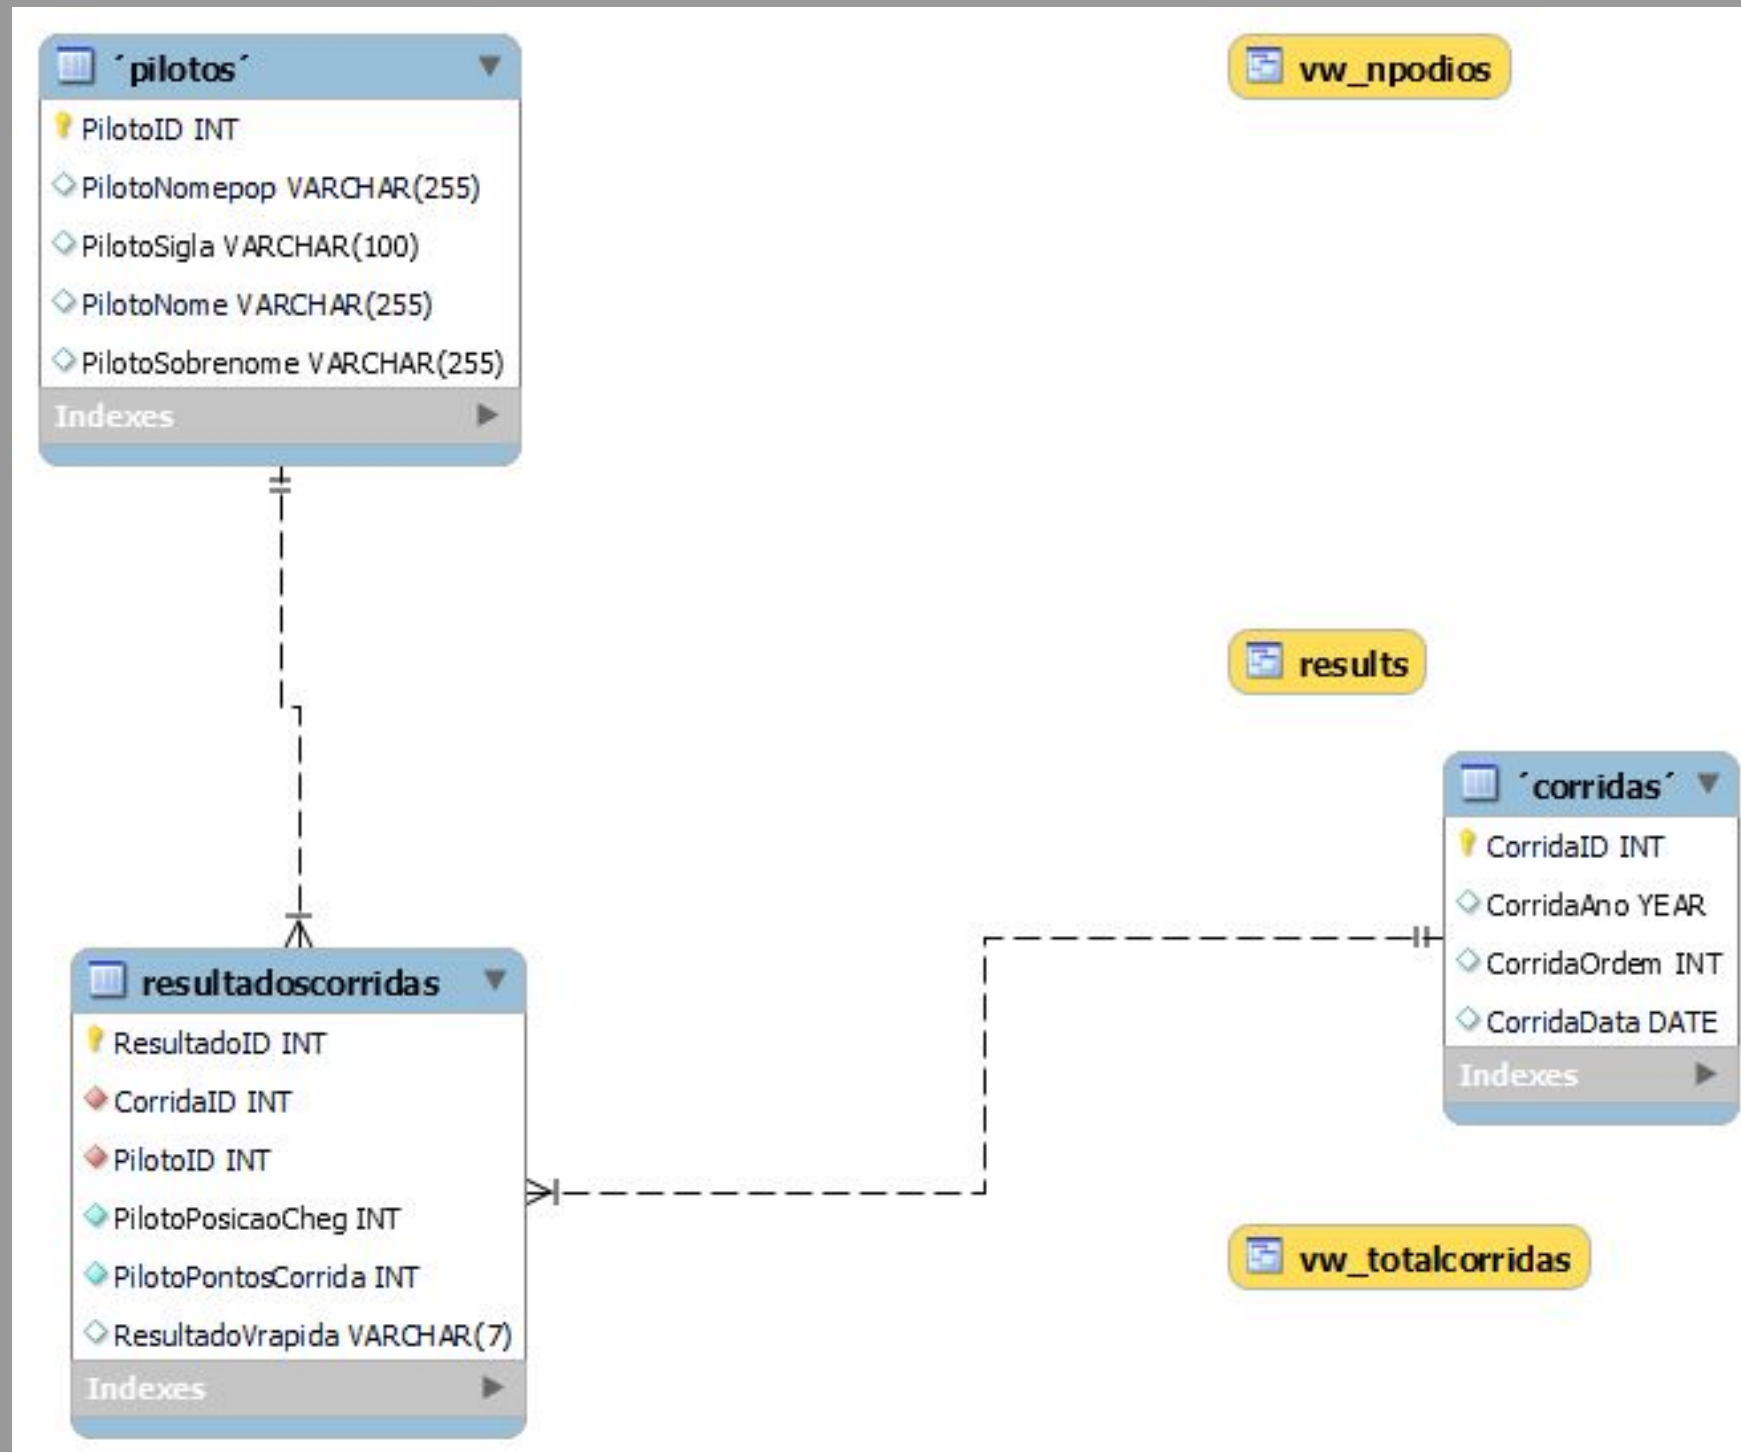 ´pilotos´
PilotoID INT
PilotoNomepop VARCHAR(255)
PilotoSigla VARCHAR(100)
PilotoNome VARCHAR(255)
PilotoSobrenome VARCHAR(255)
Indexes
vw_npodios
results
´corridas´
CorridaID INT
CorridaAno YEAR
CorridaOrdem INT
CorridaData DATE
Indexes
resultadoscorridas
ResultadoID INT
CorridaID INT
PilotoID INT
PilotoPosicaoCheg INT
PilotoPontosCorrida INT
ResultadoVrapida VARCHAR(7)
Indexes
vw_totalcorridas